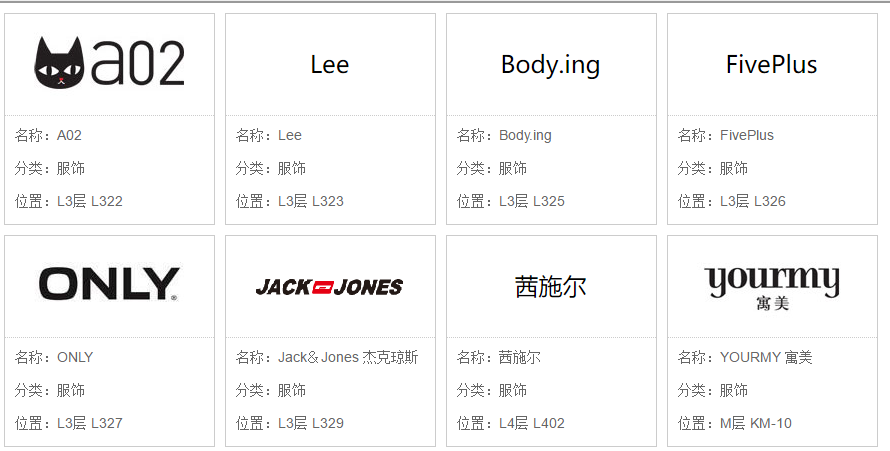 a02
名称：A02
分类：服饰
位置：L3层 L322
Lee
名称：Lee
分类：服饰
位置：L3层 L323
Body.ing
名称：Body.ing
分类：服饰
位置：L3层 L325
FivePlus
名称：FivePlus
分类：服饰
位置：L3层 L326
ONLY®
名称：ONLY
分类：服饰
位置：L3层 L327
JACK JONES
名称：Jack＆Jones 杰克琼斯
分类：服饰
位置：L3层 L329
茜施尔
名称：茜施尔
分类：服饰
位置：L4层 L402
yourmy
寓美
名称：YOURMY 寓美
分类：服饰
位置：M层 KM-10